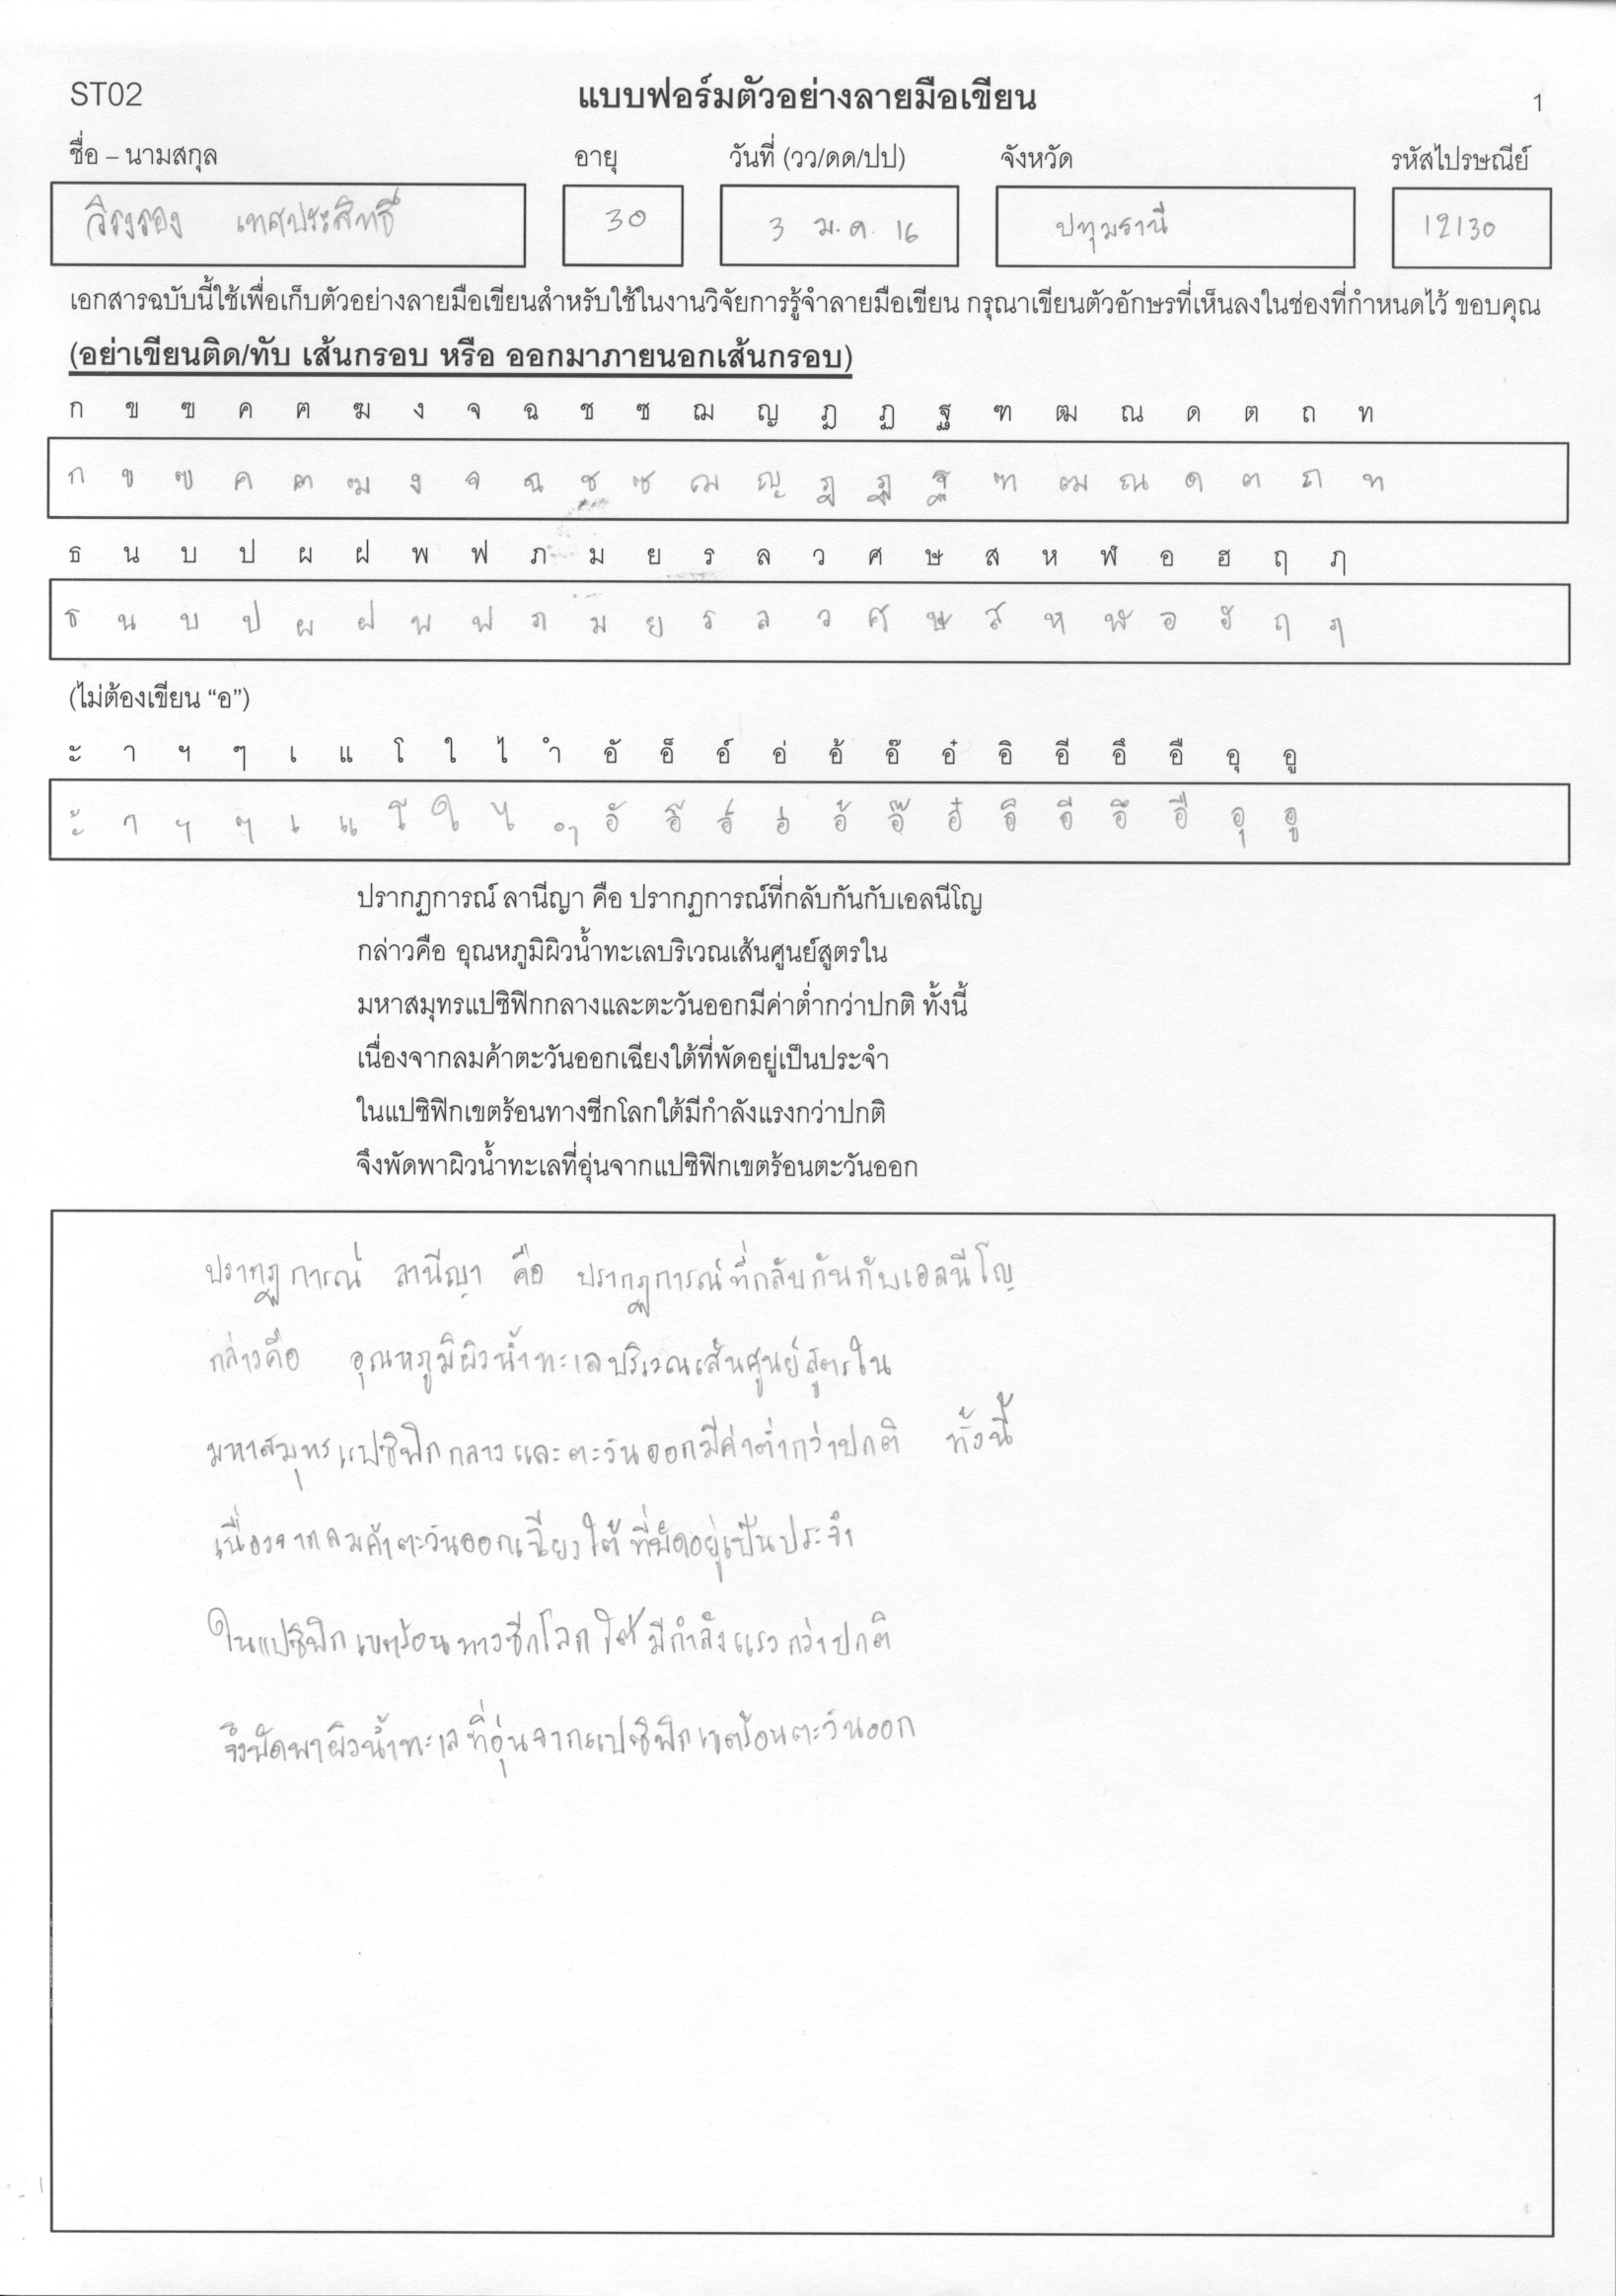 ST02 แบบฟอร์มตัวอย่างลายมือเขียน 1
ชื่อ – นามสกุล อายุ วันที่ (วว/ดด/ปป) จังหวัด รหัสไปรษณีย์
วิรงรอง เทศประสิทธิ์ 30 3 ม.ค. 16 ปทุมธานี 12130
เอกสารฉบับนี้ใช้เพื่อเก็บตัวอย่างลายมือเขียนสำหรับใช้ในงานวิจัยการรู้จำลายมือเขียน กรุณาเขียนตัวอักษรที่เห็นลงในช่องที่กำหนดไว้ ขอบคุณ
(อย่าเขียนติด/ทับ เส้นกรอบ หรือ ออกมาภายนอกเส้นกรอบ)
ก ข ฃ ค ฅ ฆ ง จ ฉ ช ซ ฌ ญ ฎ ฏ ฐ ฑ ฒ ณ ด ต ถ ท
ก ข ฃ ค ฅ ฆ ง จ ฉ ช ซ ฌ ญ ฎ ฏ ฐ ฑ ฒ ณ ด ต ถ ท
ธ น บ ป ผ ฝ พ ฟ ภ ม ย ร ล ว ศ ษ ส ห ฬ อ ฮ ฤ ฦ
ธ น บ ป ผ ฝ พ ฟ ภ ม ย ร ล ว ศ ษ ส ห ฬ อ ฮ ฤ ฦ
(ไม่ต้องเขียน “อ”)
ะ า ฯ ๆ เ แ โ ใ ไ ำ อั อ็ อ์ อ่ อ้ อ๊ อ๋ อิ อี อึ อื อุ อู
ะ า ฯ ๆ เ แ โ ใ ไ ำ อั อ็ อ์ อ่ อ้ อ๊ อ๋ อิ อี อึ อื อุ อู
ปรากฏการณ์ ลานีญา คือ ปรากฏการณ์ที่กลับกันกับเอลนีโญ
กล่าวคือ อุณหภูมิผิวน้ำทะเลบริเวณเส้นศูนย์สูตรใน
มหาสมุทรแปซิฟิกกลางและตะวันออกมีค่าต่ำกว่าปกติ ทั้งนี้
เนื่องจากลมค้าตะวันออกเฉียงใต้ที่พัดอยู่เป็นประจำ
ในแปซิฟิกเขตร้อนทางซีกโลกใต้มีกำลังแรงกว่าปกติ
จึงพัดพาผิวน้ำทะเลที่อุ่นจากแปซิฟิกเขตร้อนตะวันออก
ปรากฏการณ์ ลานีญา คือ ปรากฏการณ์ที่กลับกันกับเอลนีโญ
กล่าวคือ อุณหภูมิผิวน้ำทะเลบริเวณเส้นศูนย์สูตรใน
มหาสมุทรแปซิฟิกกลางและตะวันออกมีค่าต่ำกว่าปกติ ทั้งนี้
เนื่องจากลมค้าตะวันออกเฉียงใต้ที่พัดอยู่เป็นประจำ
ในแปซิฟิกเขตร้อนทางซีกโลกใต้มีกำลังแรงกว่าปกติ
จึงพัดพาผิวน้ำทะเลที่อุ่นจากแปซิฟิกเขตร้อนตะวันออก